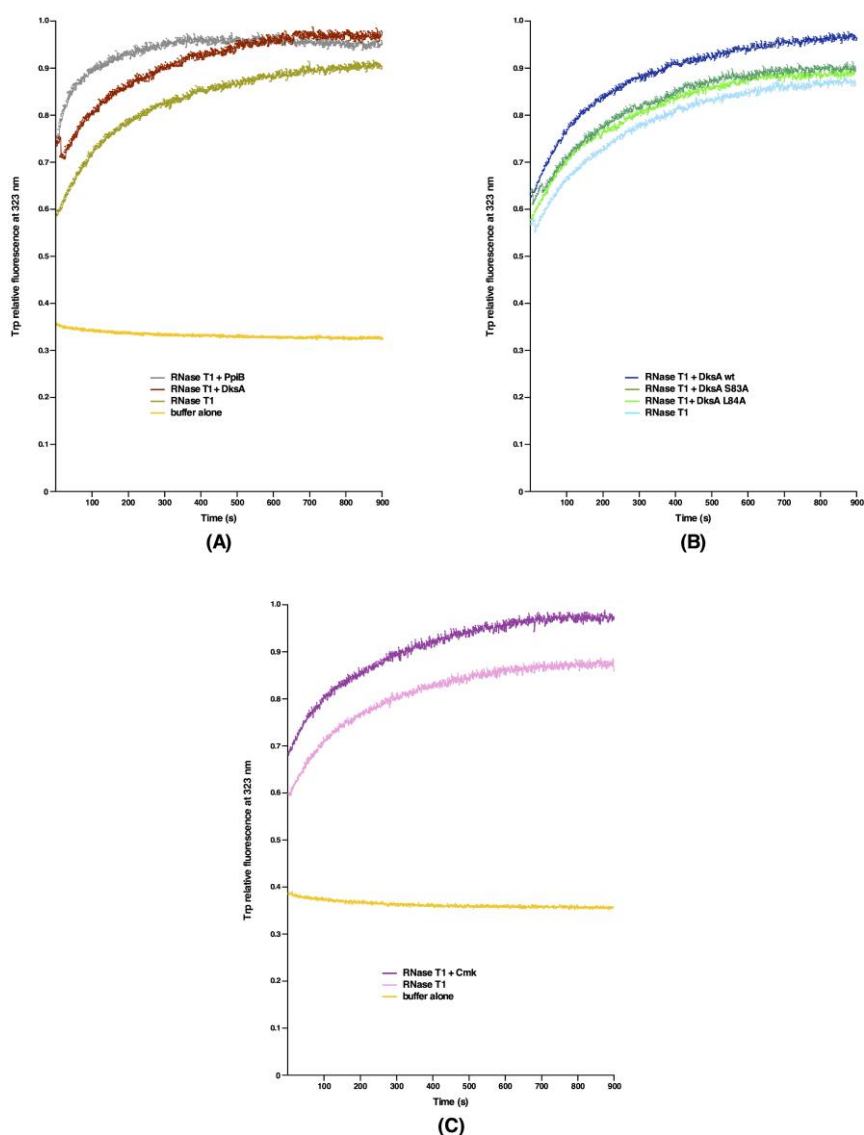 1.0
0.9
0.8
0.7
0.6
0.5
0.4
0.3
0.2
0.1
0
Trp relative fluorescence at 323 nm
RNase T1 + PpiB
RNase T1 + DksA
RNase T1
buffer alone
100 200 300 400 500 600 700 800 900
Time (s)
(A)
1.0
0.9
0.8
0.7
0.6
0.5
0.4
0.3
0.2
0.1
0
Trp relative fluorescence at 323 nm
RNase T1 + DksA wt
RNase T1 + DksA S83A
RNase T1+ DksA L84A
RNase T1
100 200 300 400 500 600 700 800 900
Time (s)
(B)
1.0
0.9
0.8
0.7
0.6
0.5
0.4
0.3
0.2
0.1
0
Trp relative fluorescence at 323 nm
RNase T1 + Cmk
RNase T1
buffer alone
100 200 300 400 500 600 700 800 900
Time (s)
(C)